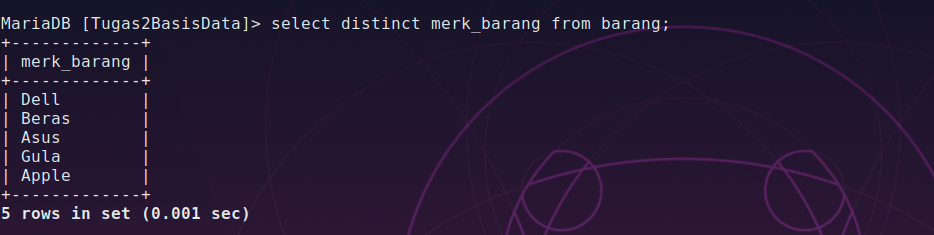 MariaDB [Tugas2BasisData]> select distinct merk_barang from barang;
+-------------+
| merk_barang |
+-------------+
| Dell        |
| Beras       |
| Asus        |
| Gula        |
| Apple       |
+-------------+
5 rows in set (0.001 sec)